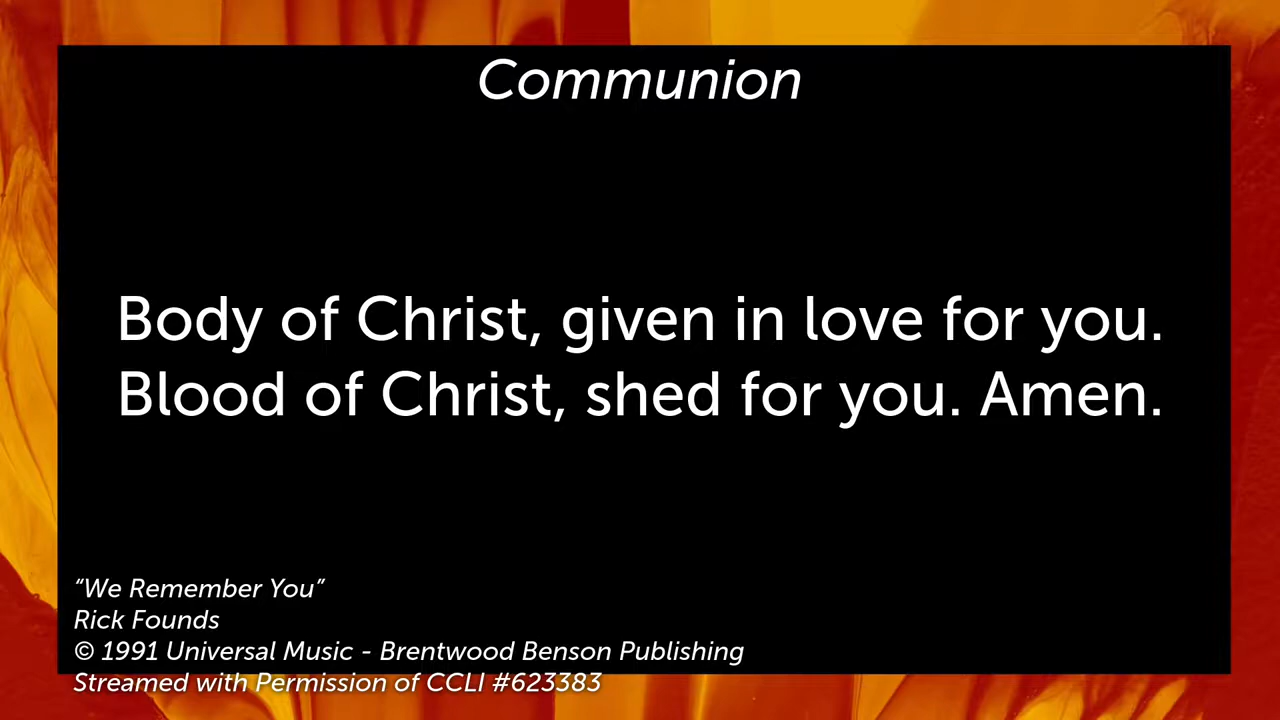 Communion
Body of Christ, given in love for you.
Blood of Christ, shed for you. Amen.
“We Remember You”
Rick Founds
© 1991 Universal Music - Brentwood Benson Publishing
Streamed with Permission of CCLI #623383